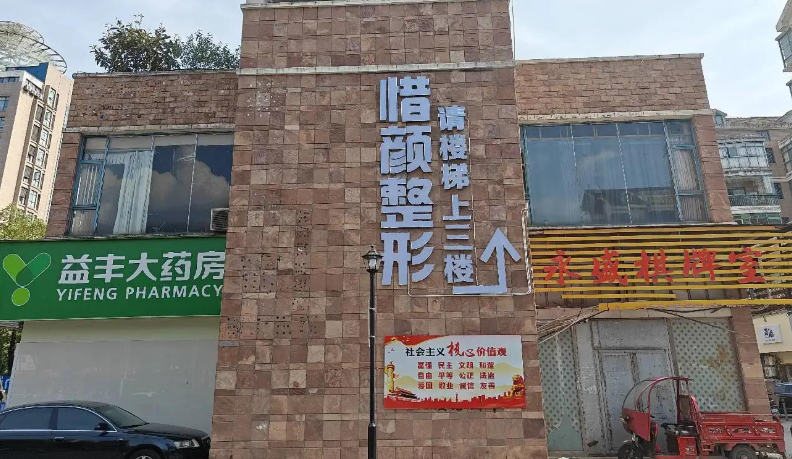 惜颜整形
请楼梯上三楼
益丰大药房
YIFENG PHARMACY
永盛棋牌室
社会主义核心价值观
富强 民主 文明 和谐
自由 平等 公正 法治
爱国 敬业 诚信 友善